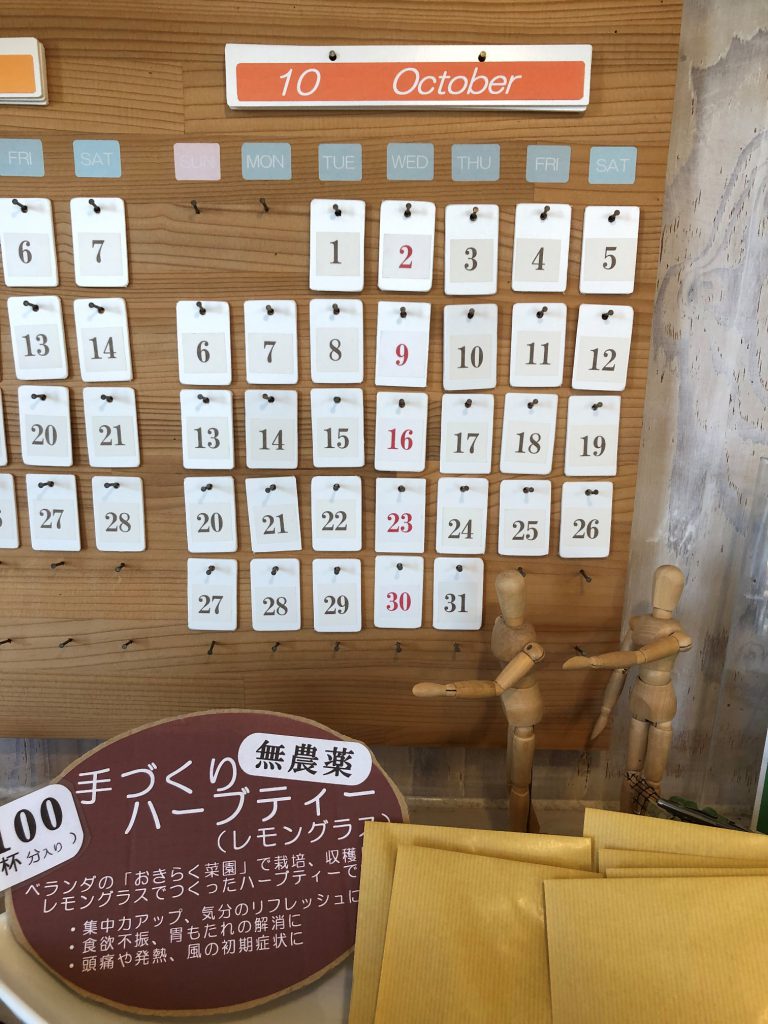 10 October
FRI SAT
6 7
13 14
20 21
27 28
SUN MON TUE WED THU FRI SAT
1 2 3 4 5
6 7 8 9 10 11 12
13 14 15 16 17 18 19
20 21 22 23 24 25 26
27 28 29 30 31
無農薬
手づくり
ハーブティー
(レモングラス)
100
杯分入り)
ベランダの「おきらく菜園」で栽培、収穫
レモングラスでつくったハーブティーで
・集中力アップ、気分のリフレッシュに
・食欲不振、胃もたれの解消に
・頭痛や発熱、風の初期症状に